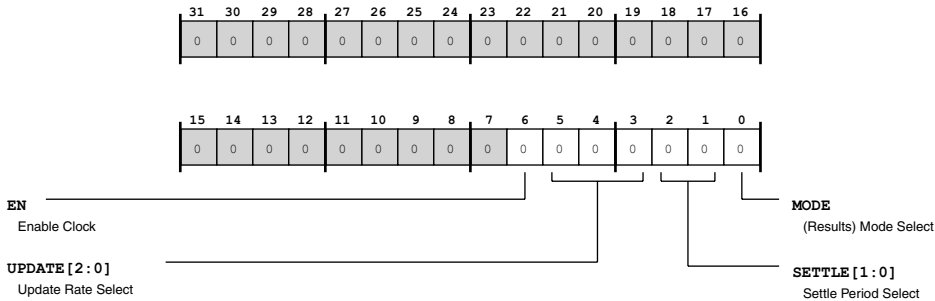 31 30 29 28 27 26 25 24 23 22 21 20 19 18 17 16
0 0 0 0 0 0 0 0 0 0 0 0 0 0 0 0
15 14 13 12 11 10 9 8 7 6 5 4 3 2 1 0
0 0 0 0 0 0 0 0 0 0 0 0 0 0 0 0
EN
Enable Clock
MODE
(Results) Mode Select
UPDATE[2:0]
Update Rate Select
SETTLE[1:0]
Settle Period Select